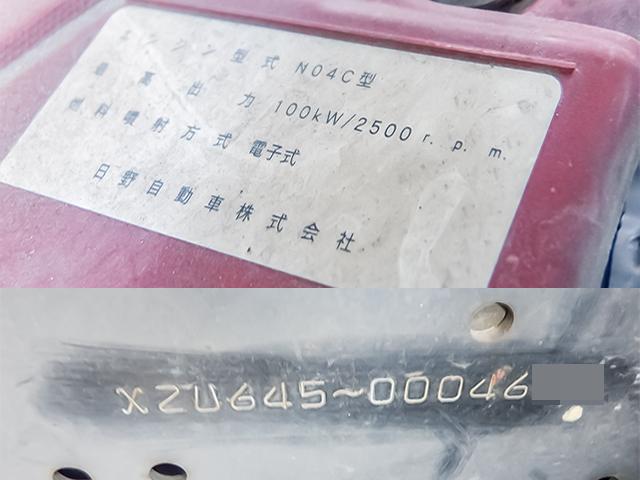 エンジン型式 N04C型
最高出力 100kW/2500 r.p.m.
燃料噴射方式 電子式
日野自動車株式会社
XZU645-00046